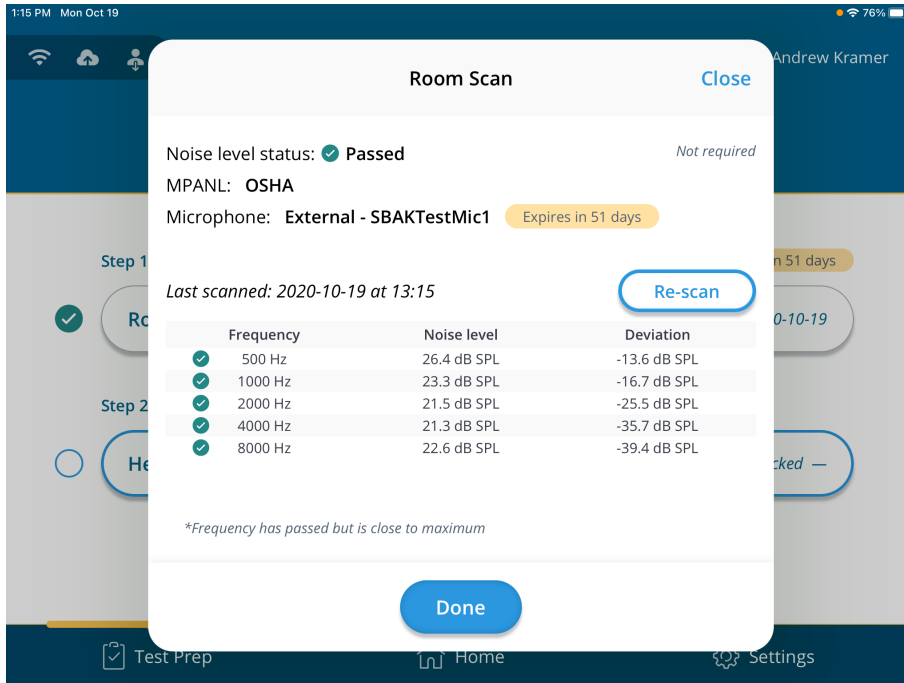 1:15 PM Mon Oct 19
76%
Andrew Kramer
Room Scan
Close
Noise level status: Passed
Not required
MPANL: OSHA
Microphone: External - SBAKTestMic1
Expires in 51 days
Step 1
n 51 days
Last scanned: 2020-10-19 at 13:15
Re-scan
Ro
0-10-19
Frequency Noise level Deviation
500 Hz 26.4 dB SPL -13.6 dB SPL
1000 Hz 23.3 dB SPL -16.7 dB SPL
2000 Hz 21.5 dB SPL -25.5 dB SPL
4000 Hz 21.3 dB SPL -35.7 dB SPL
8000 Hz 22.6 dB SPL -39.4 dB SPL
Step 2
He
cked —
*Frequency has passed but is close to maximum
Done
Test Prep
Home
Settings